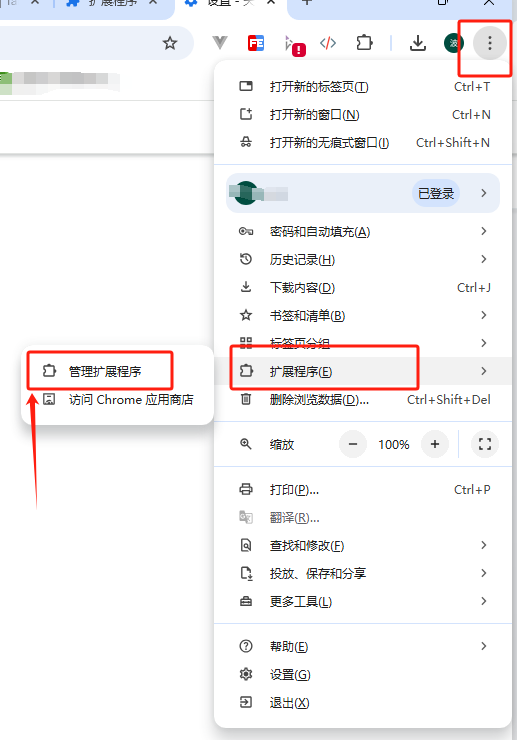 扩展程序
设置
FE
波
打开新的标签页(T) Ctrl+T
打开新的窗口(N) Ctrl+N
打开新的无痕式窗口(I) Ctrl+Shift+N
已登录
密码和自动填充(A)
历史记录(H)
下载内容(D) Ctrl+J
书签和清单(B)
标签页分组
管理扩展程序
扩展程序(E)
访问 Chrome 应用商店
删除浏览数据(D)... Ctrl+Shift+Del
缩放 − 100% +
打印(P)... Ctrl+P
翻译(R)...
查找和修改(F)
投放、保存和分享
更多工具(L)
帮助(E)
设置(G)
退出(X)